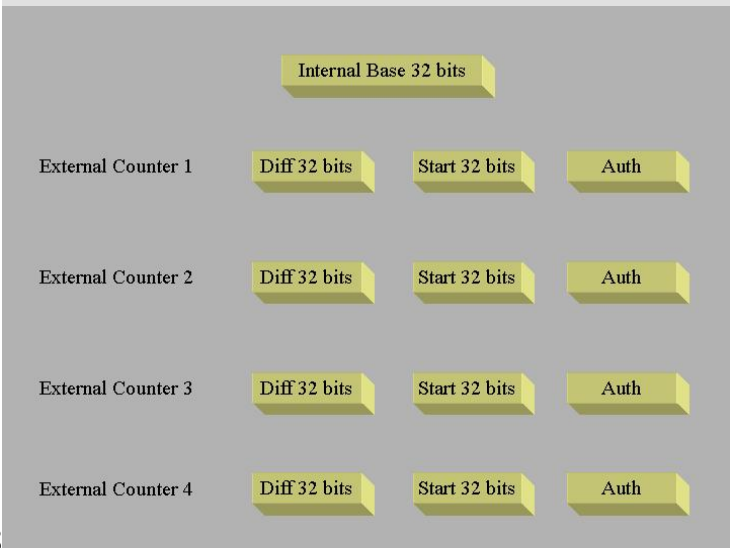 Internal Base 32 bits
External Counter 1 Diff 32 bits Start 32 bits Auth
External Counter 2 Diff 32 bits Start 32 bits Auth
External Counter 3 Diff 32 bits Start 32 bits Auth
External Counter 4 Diff 32 bits Start 32 bits Auth